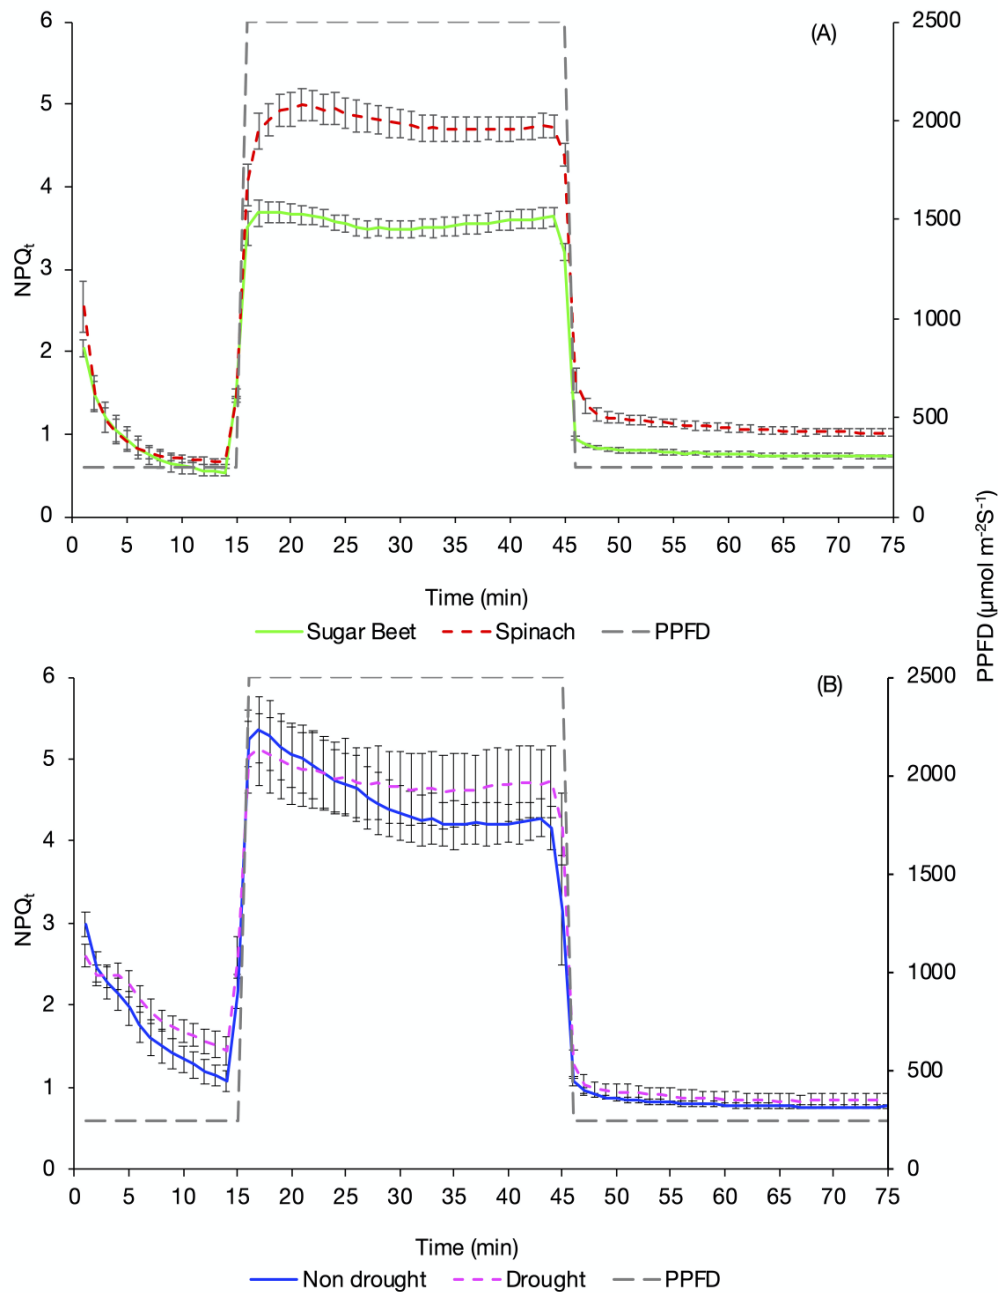 (A)
6
5
4
3
2
1
0
NPQt
2500
2000
1500
1000
500
0
0 5 10 15 20 25 30 35 40 45 50 55 60 65 70 75
Time (min)
Sugar Beet Spinach PPFD
PPFD (µmol m-2S-1)
(B)
6
5
4
3
2
1
0
NPQt
2500
2000
1500
1000
500
0
0 5 10 15 20 25 30 35 40 45 50 55 60 65 70 75
Time (min)
Non drought Drought PPFD